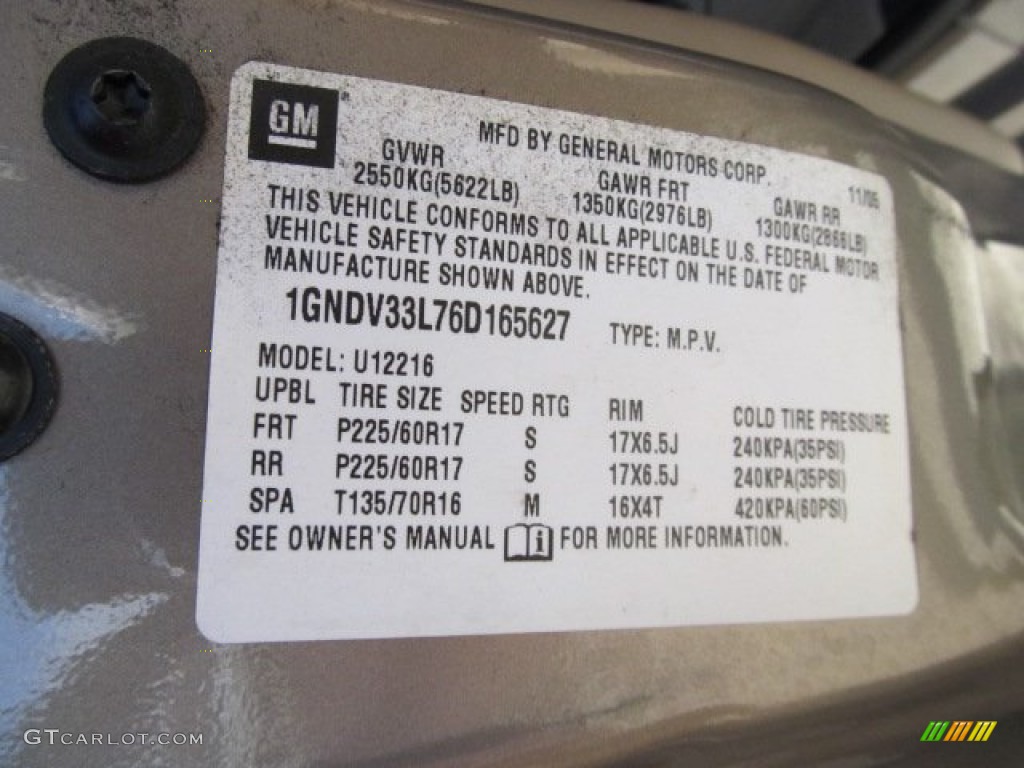 GM
MFD BY GENERAL MOTORS CORP.
11/05
GVWR GAWR FRT GAWR RR
2550KG(5622LB) 1350KG(2976LB) 1300KG(2866LB)
THIS VEHICLE CONFORMS TO ALL APPLICABLE U.S. FEDERAL MOTOR
VEHICLE SAFETY STANDARDS IN EFFECT ON THE DATE OF
MANUFACTURE SHOWN ABOVE.
1GNDV33L76D165627 TYPE: M.P.V.
MODEL: U12216
UPBL TIRE SIZE SPEED RTG RIM COLD TIRE PRESSURE
FRT P225/60R17 S 17X6.5J 240KPA(35PSI)
RR P225/60R17 S 17X6.5J 240KPA(35PSI)
SPA T135/70R16 M 16X4T 420KPA(60PSI)
SEE OWNER'S MANUAL i FOR MORE INFORMATION.
GTCARLOT.COM